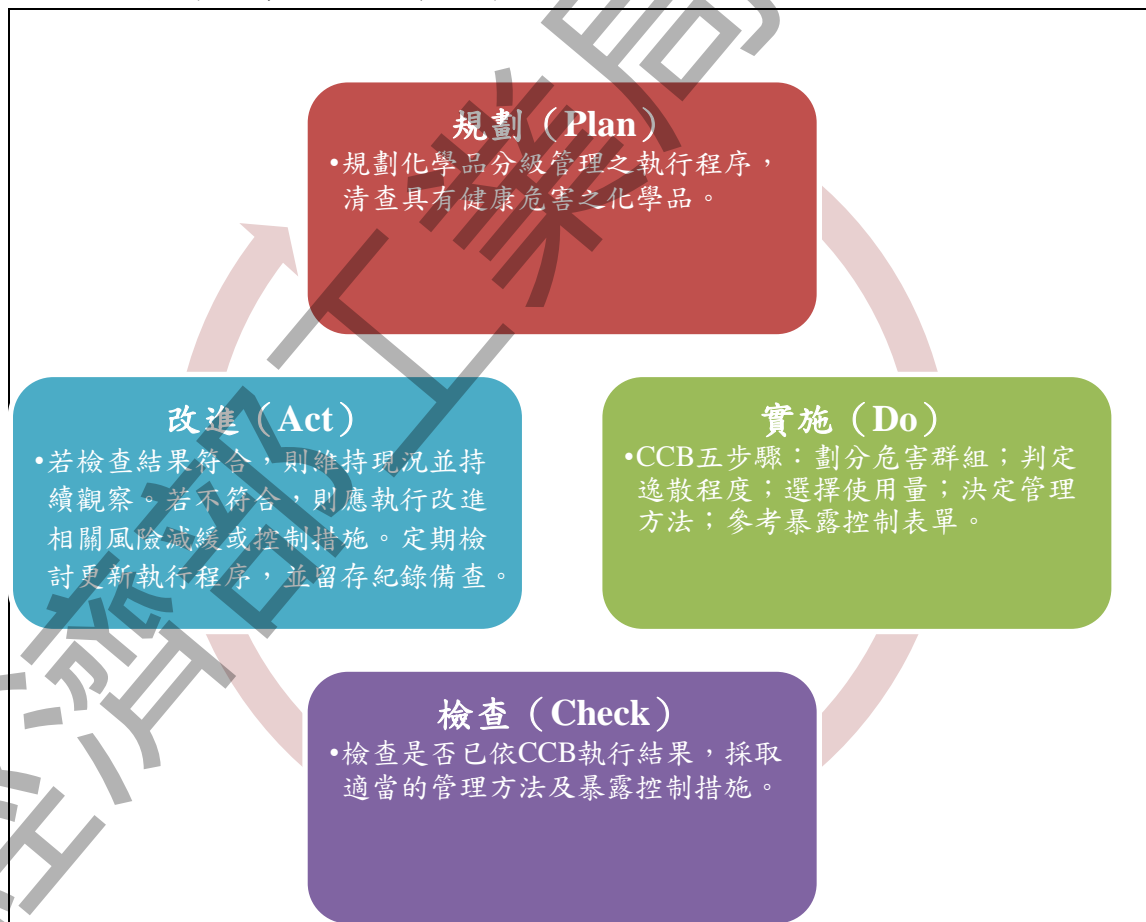 規劃（Plan）
•規劃化學品分級管理之執行程序，
清查具有健康危害之化學品。
實施（Do）
•CCB五步驟：劃分危害群組；判定
逸散程度；選擇使用量；決定管理
方法；參考暴露控制表單。
檢查（Check）
•檢查是否已依CCB執行結果，採取
適當的管理方法及暴露控制措施。
改進（Act）
•若檢查結果符合，則維持現況並持
續觀察。若不符合，則應執行改進
相關風險減緩或控制措施。定期檢
討更新執行程序，並留存紀錄備查。
經濟部工業局